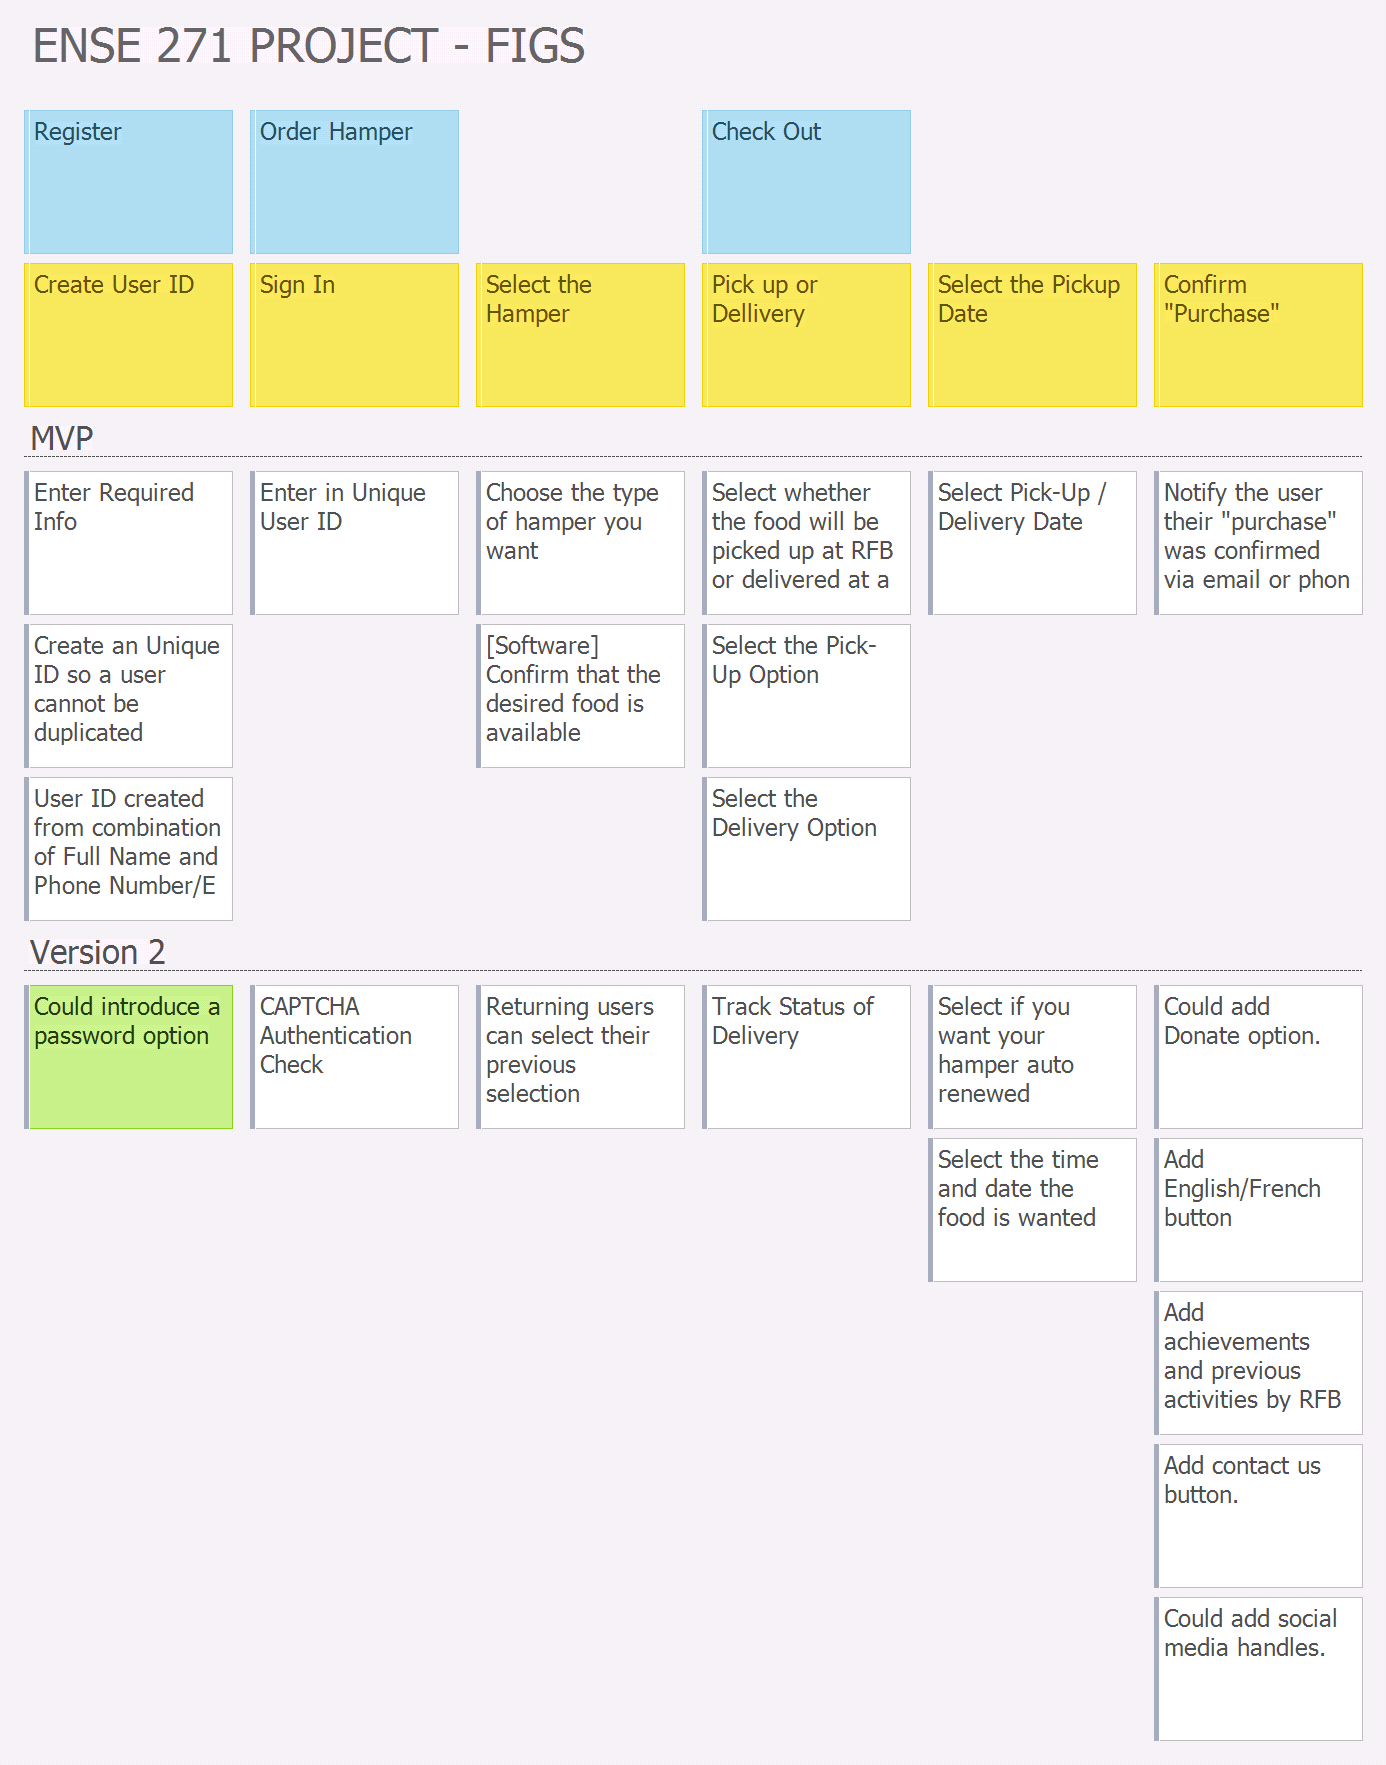 ENSE 271 PROJECT - FIGS
Register
Order Hamper
Check Out
Create User ID
Sign In
Select the
Hamper
Pick up or
Dellivery
Select the Pickup
Date
Confirm
"Purchase"
MVP
Enter Required
Info
Enter in Unique
User ID
Choose the type
of hamper you
want
Select whether
the food will be
picked up at RFB
or delivered at a
Select Pick-Up /
Delivery Date
Notify the user
their "purchase"
was confirmed
via email or phon
Create an Unique
ID so a user
cannot be
duplicated
[Software]
Confirm that the
desired food is
available
Select the Pick-
Up Option
User ID created
from combination
of Full Name and
Phone Number/E
Select the
Delivery Option
Version 2
Could introduce a
password option
CAPTCHA
Authentication
Check
Returning users
can select their
previous
selection
Track Status of
Delivery
Select if you
want your
hamper auto
renewed
Could add
Donate option.
Select the time
and date the
food is wanted
Add
English/French
button
Add
achievements
and previous
activities by RFB
Add contact us
button.
Could add social
media handles.